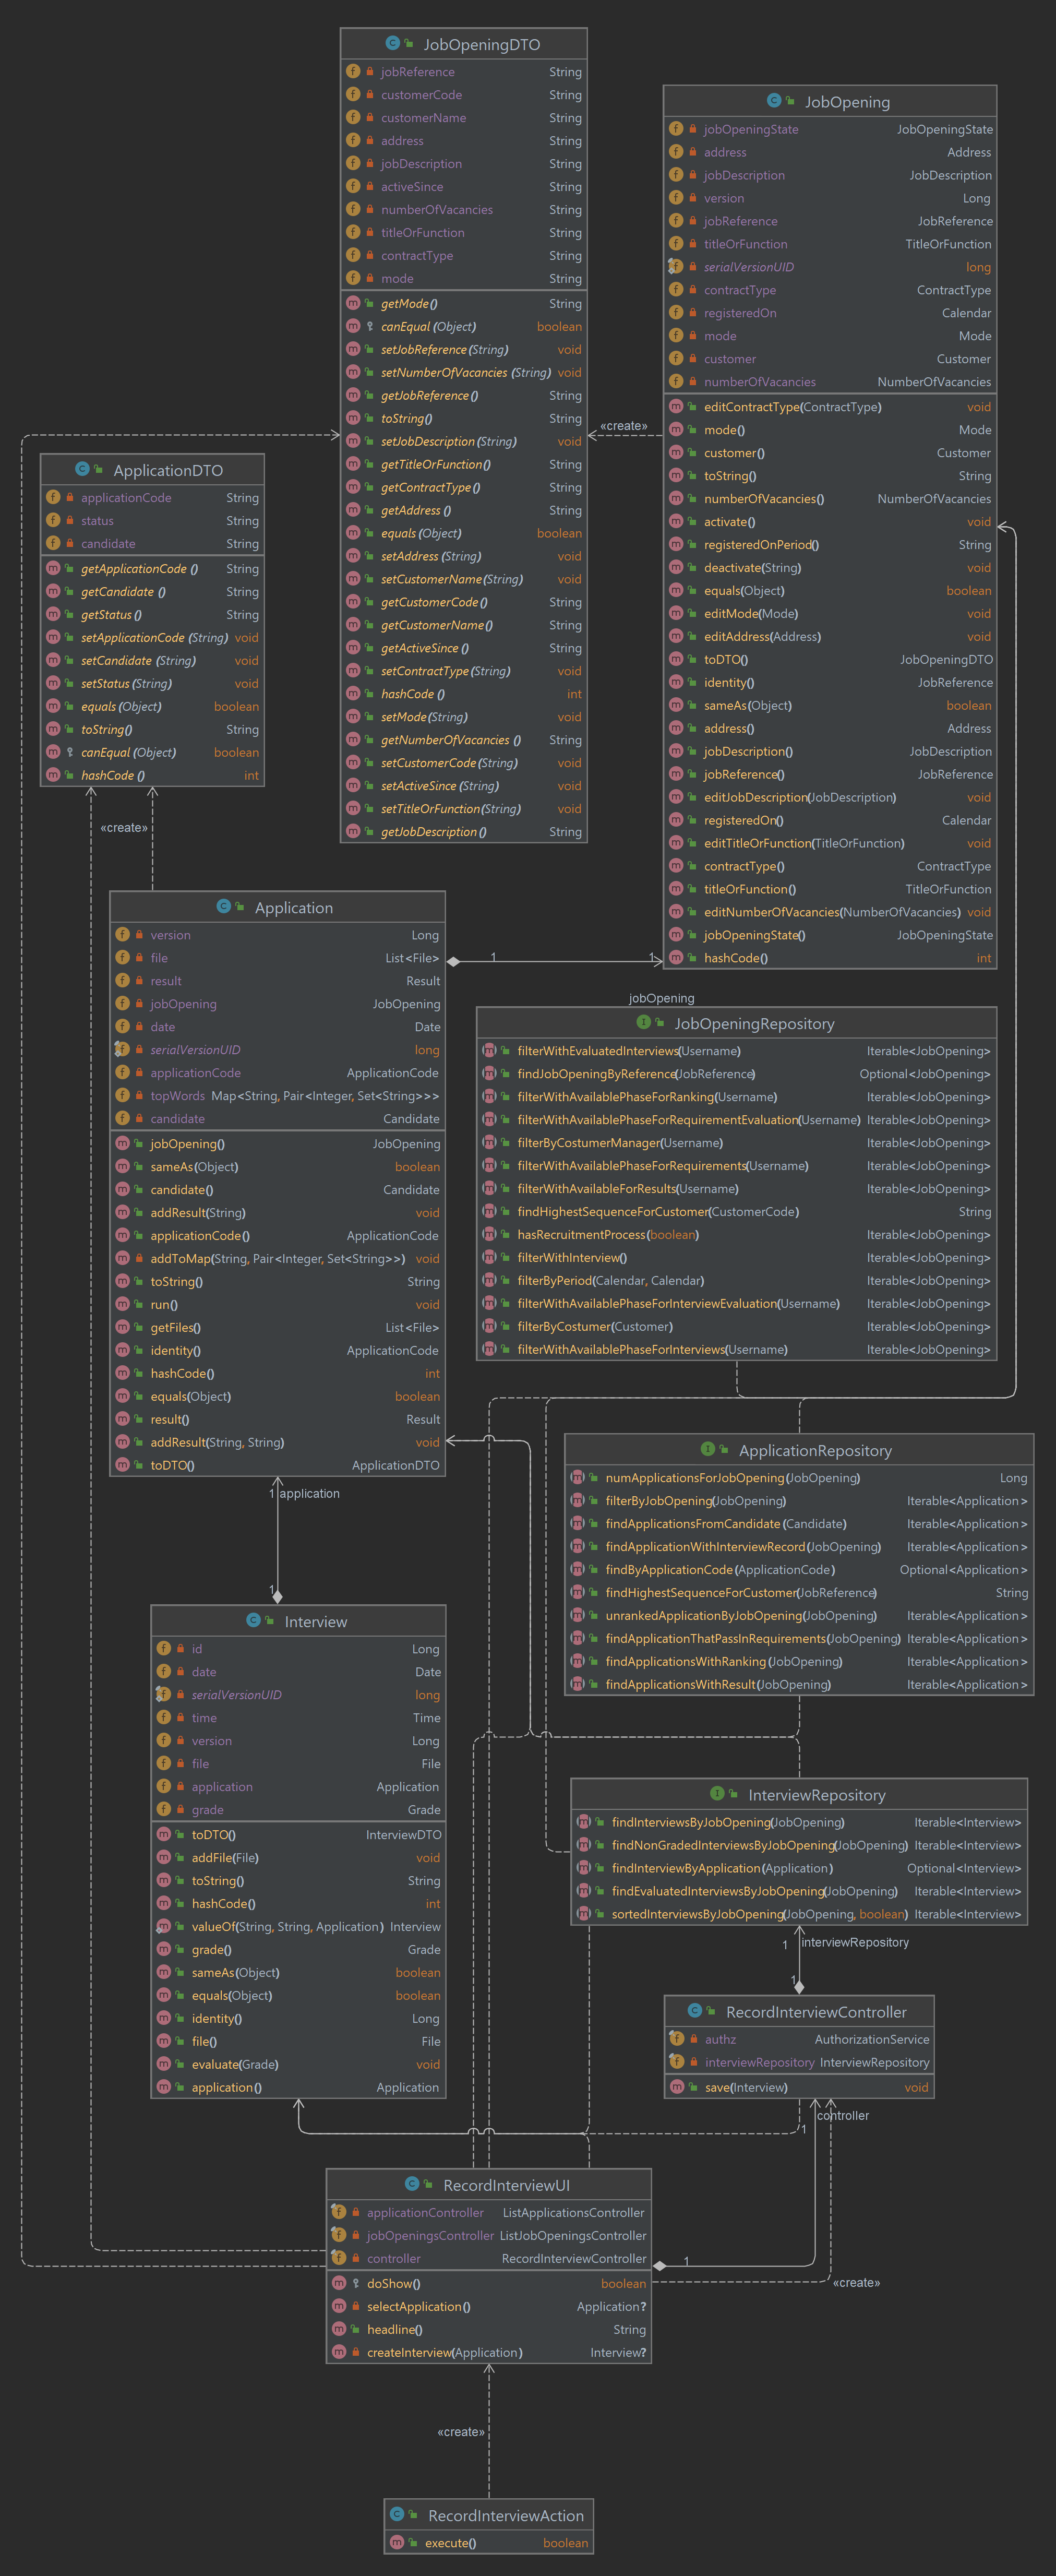 JobOpeningDTO
jobReference String
customerCode String
customerName String
address String
jobDescription String
activeSince String
numberOfVacancies String
titleOrFunction String
contractType String
mode String
getMode() String
canEqual(Object) boolean
setJobReference(String) void
setNumberOfVacancies(String) void
getJobReference() String
toString() String
setJobDescription(String) void
getTitleOrFunction() String
getContractType() String
getAddress() String
equals(Object) boolean
setAddress(String) void
setCustomerName(String) void
getCustomerCode() String
getCustomerName() String
getActiveSince() String
setContractType(String) void
hashCode() int
setMode(String) void
getNumberOfVacancies() String
setCustomerCode(String) void
setActiveSince(String) void
setTitleOrFunction(String) void
getJobDescription() String
JobOpening
jobOpeningState JobOpeningState
address Address
jobDescription JobDescription
version Long
jobReference JobReference
titleOrFunction TitleOrFunction
serialVersionUID long
contractType ContractType
registeredOn Calendar
mode Mode
customer Customer
numberOfVacancies NumberOfVacancies
editContractType(ContractType) void
mode() Mode
customer() Customer
toString() String
numberOfVacancies() NumberOfVacancies
activate() void
registeredOnPeriod() String
deactivate(String) void
equals(Object) boolean
editMode(Mode) void
editAddress(Address) void
toDTO() JobOpeningDTO
identity() JobReference
sameAs(Object) boolean
address() Address
jobDescription() JobDescription
jobReference() JobReference
editJobDescription(JobDescription) void
registeredOn() Calendar
editTitleOrFunction(TitleOrFunction) void
contractType() ContractType
titleOrFunction() TitleOrFunction
editNumberOfVacancies(NumberOfVacancies) void
jobOpeningState() JobOpeningState
hashCode() int
«create»
ApplicationDTO
applicationCode String
status String
candidate String
getApplicationCode() String
getCandidate() String
getStatus() String
setApplicationCode(String) void
setCandidate(String) void
setStatus(String) void
equals(Object) boolean
toString() String
canEqual(Object) boolean
hashCode() int
«create»
Application
version Long
file List<File>
result Result
jobOpening JobOpening
date Date
serialVersionUID long
applicationCode ApplicationCode
topWords Map<String, Pair<Integer, Set<String>>>
candidate Candidate
jobOpening() JobOpening
sameAs(Object) boolean
candidate() Candidate
addResult(String) void
applicationCode() ApplicationCode
addToMap(String, Pair<Integer, Set<String>>) void
toString() String
run() void
getFiles() List<File>
identity() ApplicationCode
hashCode() int
equals(Object) boolean
result() Result
addResult(String, String) void
toDTO() ApplicationDTO
1 1
jobOpening
JobOpeningRepository
filterWithEvaluatedInterviews(Username) Iterable<JobOpening>
findJobOpeningByReference(JobReference) Optional<JobOpening>
filterWithAvailablePhaseForRanking(Username) Iterable<JobOpening>
filterWithAvailablePhaseForRequirementEvaluation(Username) Iterable<JobOpening>
filterByCostumerManager(Username) Iterable<JobOpening>
filterWithAvailablePhaseForRequirements(Username) Iterable<JobOpening>
filterWithAvailableForResults(Username) Iterable<JobOpening>
findHighestSequenceForCustomer(CustomerCode) String
hasRecruitmentProcess(boolean) Iterable<JobOpening>
filterWithInterview() Iterable<JobOpening>
filterByPeriod(Calendar, Calendar) Iterable<JobOpening>
filterWithAvailablePhaseForInterviewEvaluation(Username) Iterable<JobOpening>
filterByCostumer(Customer) Iterable<JobOpening>
filterWithAvailablePhaseForInterviews(Username) Iterable<JobOpening>
ApplicationRepository
numApplicationsForJobOpening(JobOpening) Long
filterByJobOpening(JobOpening) Iterable<Application>
findApplicationsFromCandidate(Candidate) Iterable<Application>
findApplicationWithInterviewRecord(JobOpening) Iterable<Application>
findByApplicationCode(ApplicationCode) Optional<Application>
findHighestSequenceForCustomer(JobReference) String
unrankedApplicationByJobOpening(JobOpening) Iterable<Application>
findApplicationThatPassInRequirements(JobOpening) Iterable<Application>
findApplicationsWithRanking(JobOpening) Iterable<Application>
findApplicationsWithResult(JobOpening) Iterable<Application>
1 application
1
Interview
id Long
date Date
serialVersionUID long
time Time
version Long
file File
application Application
grade Grade
toDTO() InterviewDTO
addFile(File) void
toString() String
hashCode() int
valueOf(String, String, Application) Interview
grade() Grade
sameAs(Object) boolean
equals(Object) boolean
identity() Long
file() File
evaluate(Grade) void
application() Application
InterviewRepository
findInterviewsByJobOpening(JobOpening) Iterable<Interview>
findNonGradedInterviewsByJobOpening(JobOpening) Iterable<Interview>
findInterviewByApplication(Application) Optional<Interview>
findEvaluatedInterviewsByJobOpening(JobOpening) Iterable<Interview>
sortedInterviewsByJobOpening(JobOpening, boolean) Iterable<Interview>
1 interviewRepository
1
RecordInterviewController
authz AuthorizationService
interviewRepository InterviewRepository
save(Interview) void
controller
1
RecordInterviewUI
applicationController ListApplicationsController
jobOpeningsController ListJobOpeningsController
controller RecordInterviewController
doShow() boolean
selectApplication() Application?
headline() String
createInterview(Application) Interview?
1
«create»
«create»
RecordInterviewAction
execute() boolean